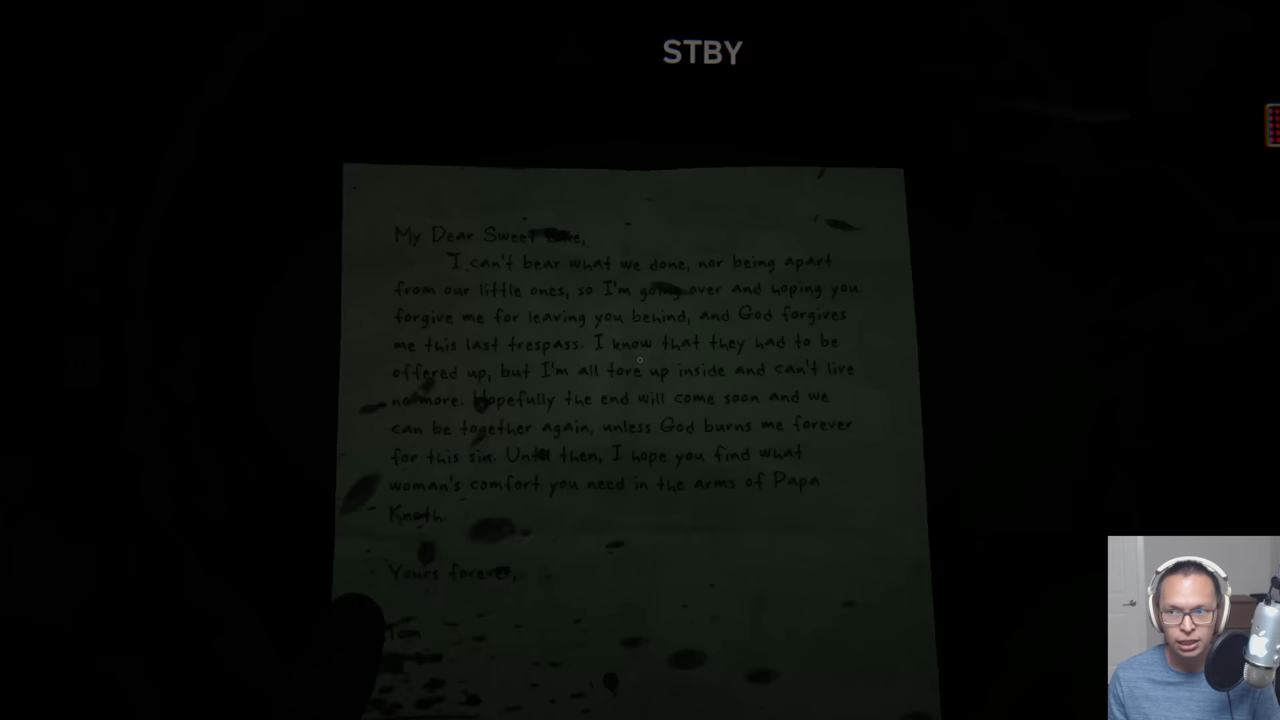 STBY
My Dear Sweet
I can't bear what we done, nor being apart
from our little ones, so I'm going over and hoping you
forgive me for leaving you behind, and God forgives
me this last trespass. I know that they had to be
offered up, but I'm all tore up inside and can't live
no more. Hopefully the end will come soon and we
can be together again, unless God burns me forever
for this sin. Until then, I hope you find what
woman's comfort you need in the arms of Papa
Knoth.
Yours forever,
Tom